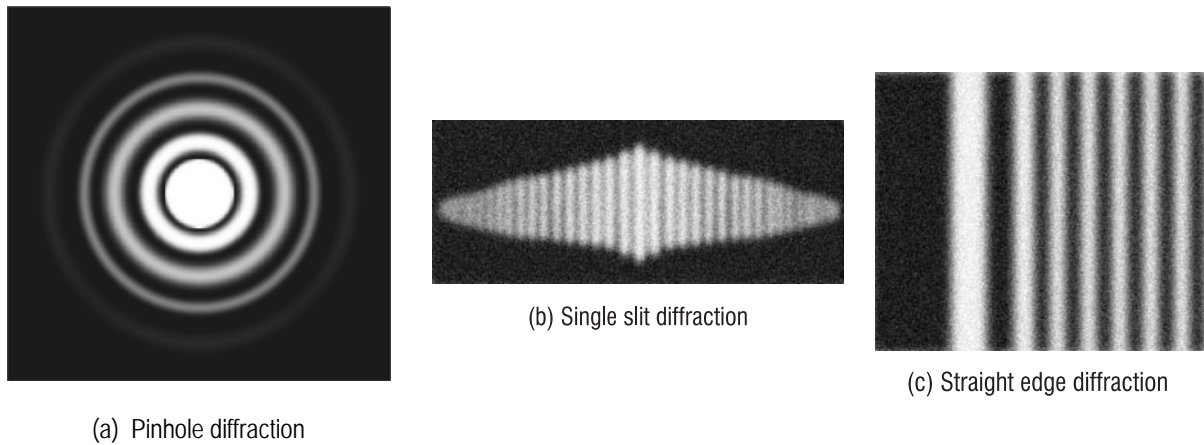 (a) Pinhole diffraction
(b) Single slit diffraction
(c) Straight edge diffraction